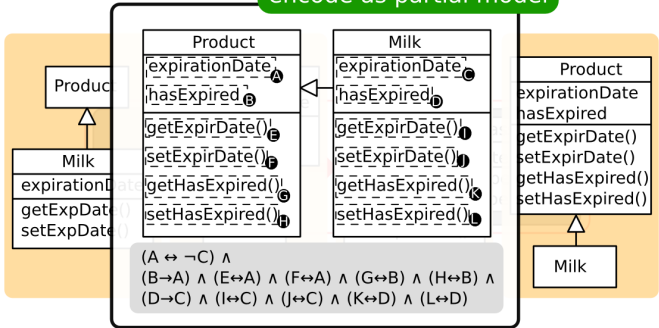 encode as partial model
Product
Milk
expirationD
getExpDate()
setExpDate()
Product
expirationDate A
hasExpired B
getExpirDate() E
setExpirDate() F
getHasExpired() G
setHasExpired() H
Milk
expirationDate C
hasExpired D
getExpirDate() I
setExpirDate() J
getHasExpired() K
setHasExpired() L
(A ↔ ¬C) ∧
(B→A) ∧ (E↔A) ∧ (F↔A) ∧ (G↔B) ∧ (H↔B) ∧
(D→C) ∧ (I↔C) ∧ (J↔C) ∧ (K↔D) ∧ (L↔D)
Product
expirationDate
hasExpired
getExpirDate()
setExpirDate()
getHasExpired()
setHasExpired()
Milk